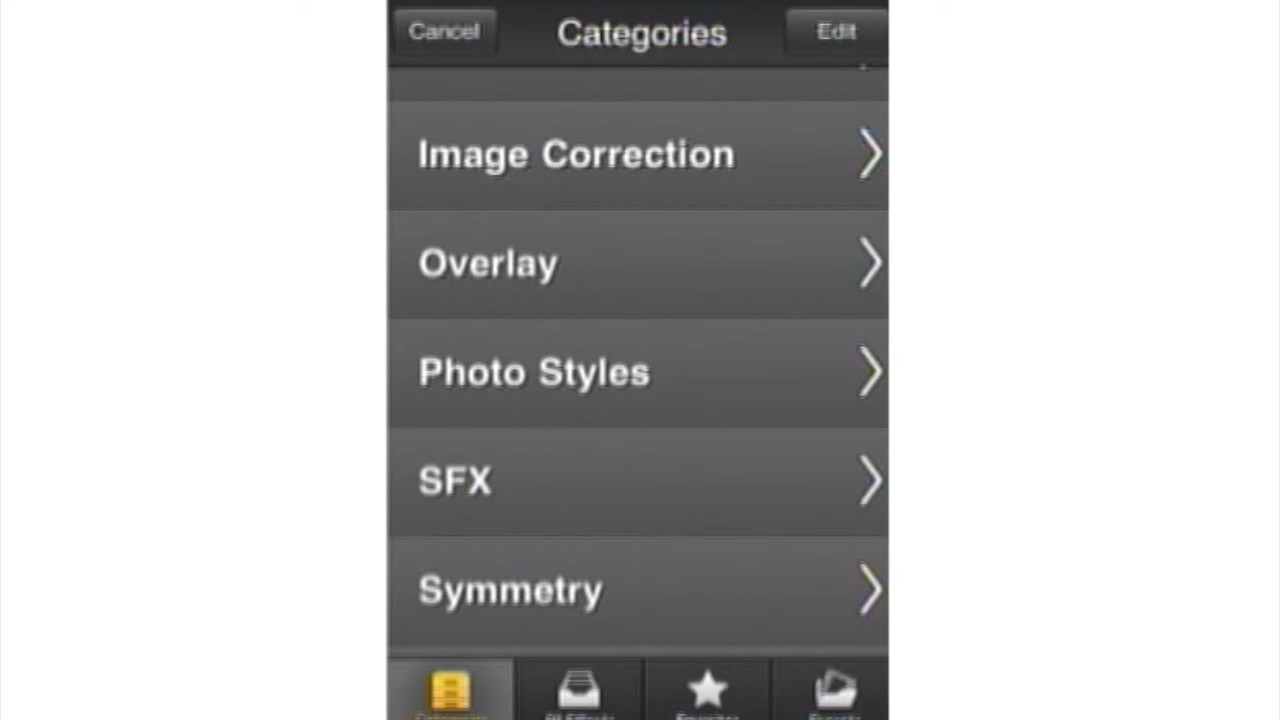 Cancel
Categories
Edit
Image Correction
Overlay
Photo Styles
SFX
Symmetry